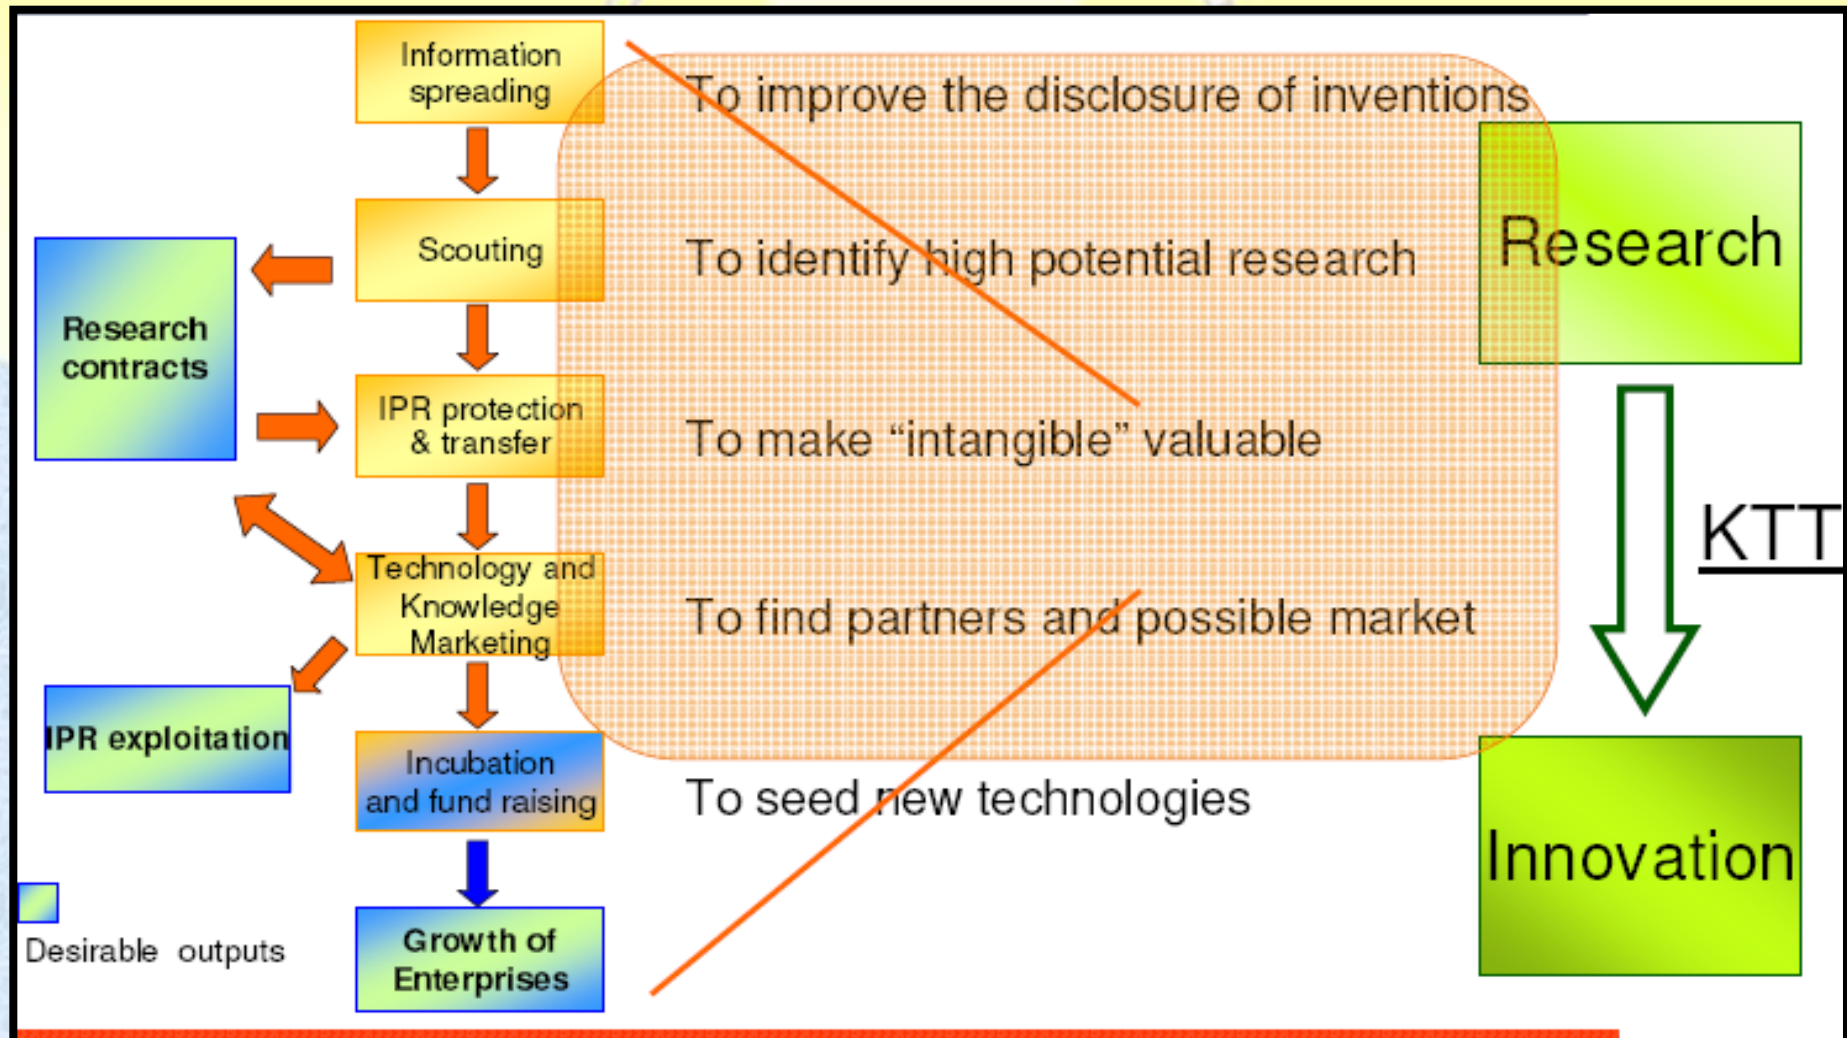 Information
spreading
To improve the disclosure of inventions
Scouting
To identify high potential research
Research
Research
contracts
IPR protection
& transfer
To make “intangible” valuable
KTT
Technology and
Knowledge
Marketing
To find partners and possible market
IPR exploitation
Incubation
and fund raising
To seed new technologies
Innovation
Desirable outputs
Growth of
Enterprises